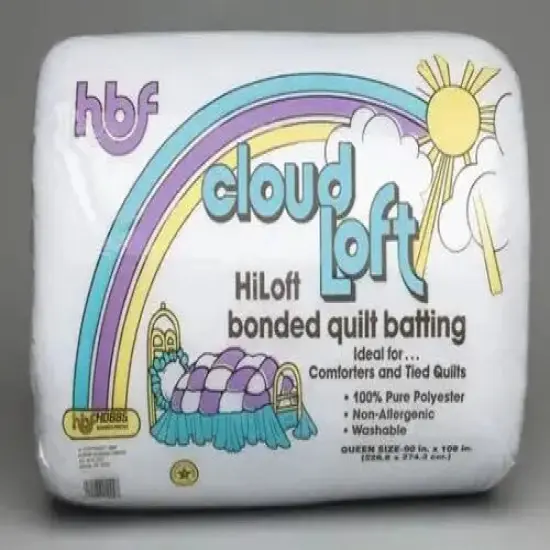 hbf
cloud
loft
HiLoft
bonded quilt batting
Ideal for...
Comforters and Tied Quilts
• 100% Pure Polyester
• Non-Allergenic
• Washable
QUEEN SIZE-90 in. x 108 in.
hbf